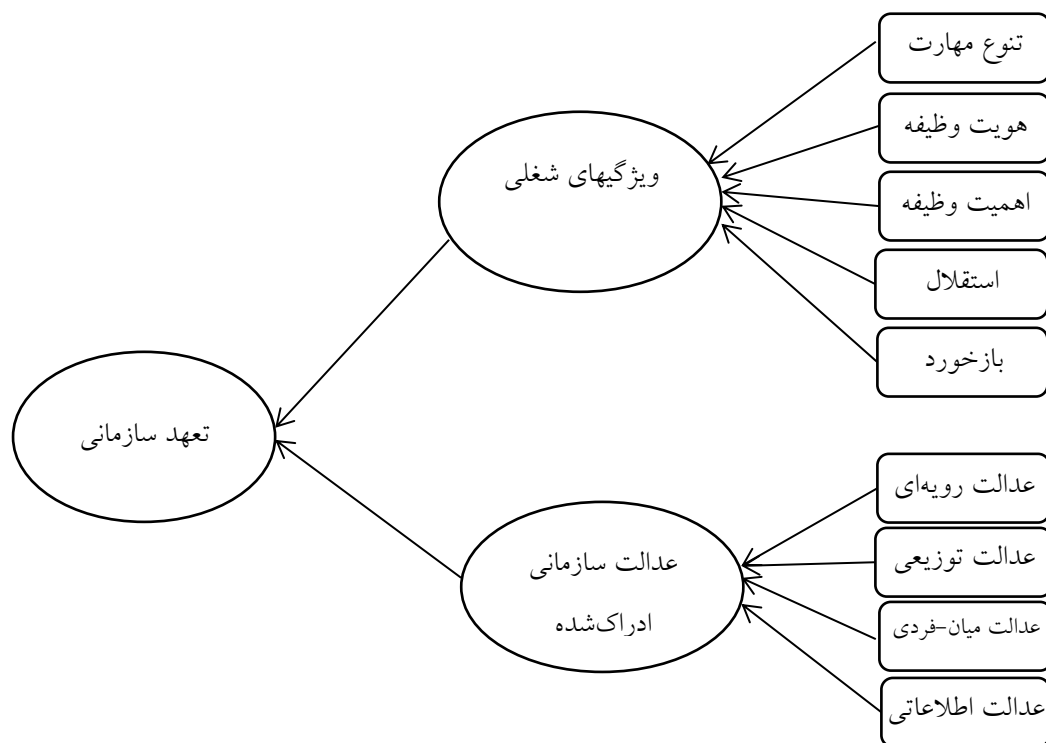 تنوع مهارت
هویت وظیفه
اهمیت وظیفه
استقلال
بازخورد
ویژگیهای شغلی
تعهد سازمانی
عدالت رویه‌ای
عدالت توزیعی
عدالت میان-فردی
عدالت اطلاعاتی
عدالت سازمانی
ادراک‌شده